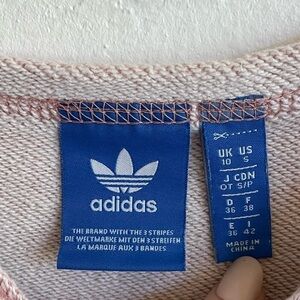 adidas
THE BRAND WITH THE 3 STRIPES
DIE WELTMARKE MIT DEN 3 STREIFEN
LA MARQUE AUX 3 BANDES
UK US
10 S
J CDN
OT S/P
D F
36 38
E I
36 42
MADE IN
CHINA